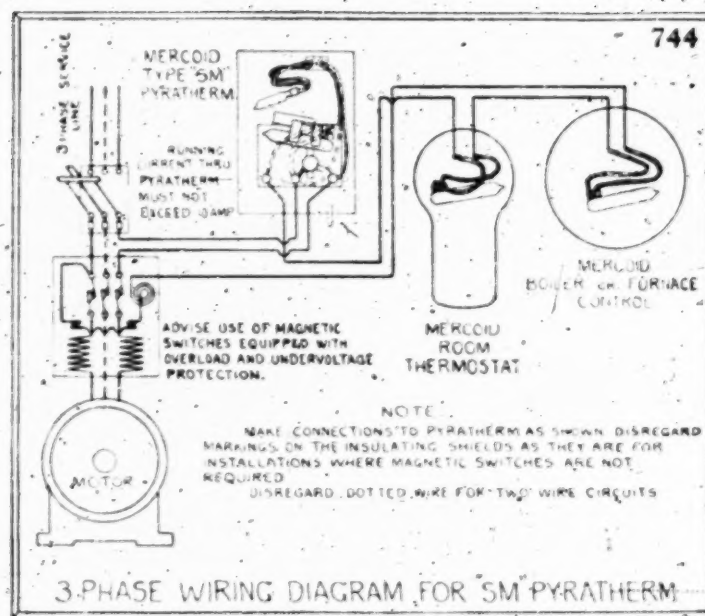 744
3 PHASE SERVICE
LINE
MERCOID
TYPE "SM"
PYRATHERM
RUNNING
CURRENT THRU
PYRATHERM
MUST NOT
EXCEED AMP
ADVISE USE OF MAGNETIC
SWITCHES EQUIPPED WITH
OVERLOAD AND UNDERVOLTAGE
PROTECTION.
MERCOID
ROOM
THERMOSTAT
MERCOID
BOILER OR FURNACE
CONTROL
MOTOR
NOTE
MAKE CONNECTIONS TO PYRATHERM AS SHOWN DISREGARD
MARKINGS ON THE INSULATING SHIELDS AS THEY ARE FOR
INSTALLATIONS WHERE MAGNETIC SWITCHES ARE NOT
REQUIRED
DISREGARD DOTTED WIRE FOR "TWO" WIRE CIRCUITS
3-PHASE WIRING DIAGRAM FOR "SM" PYRATHERM